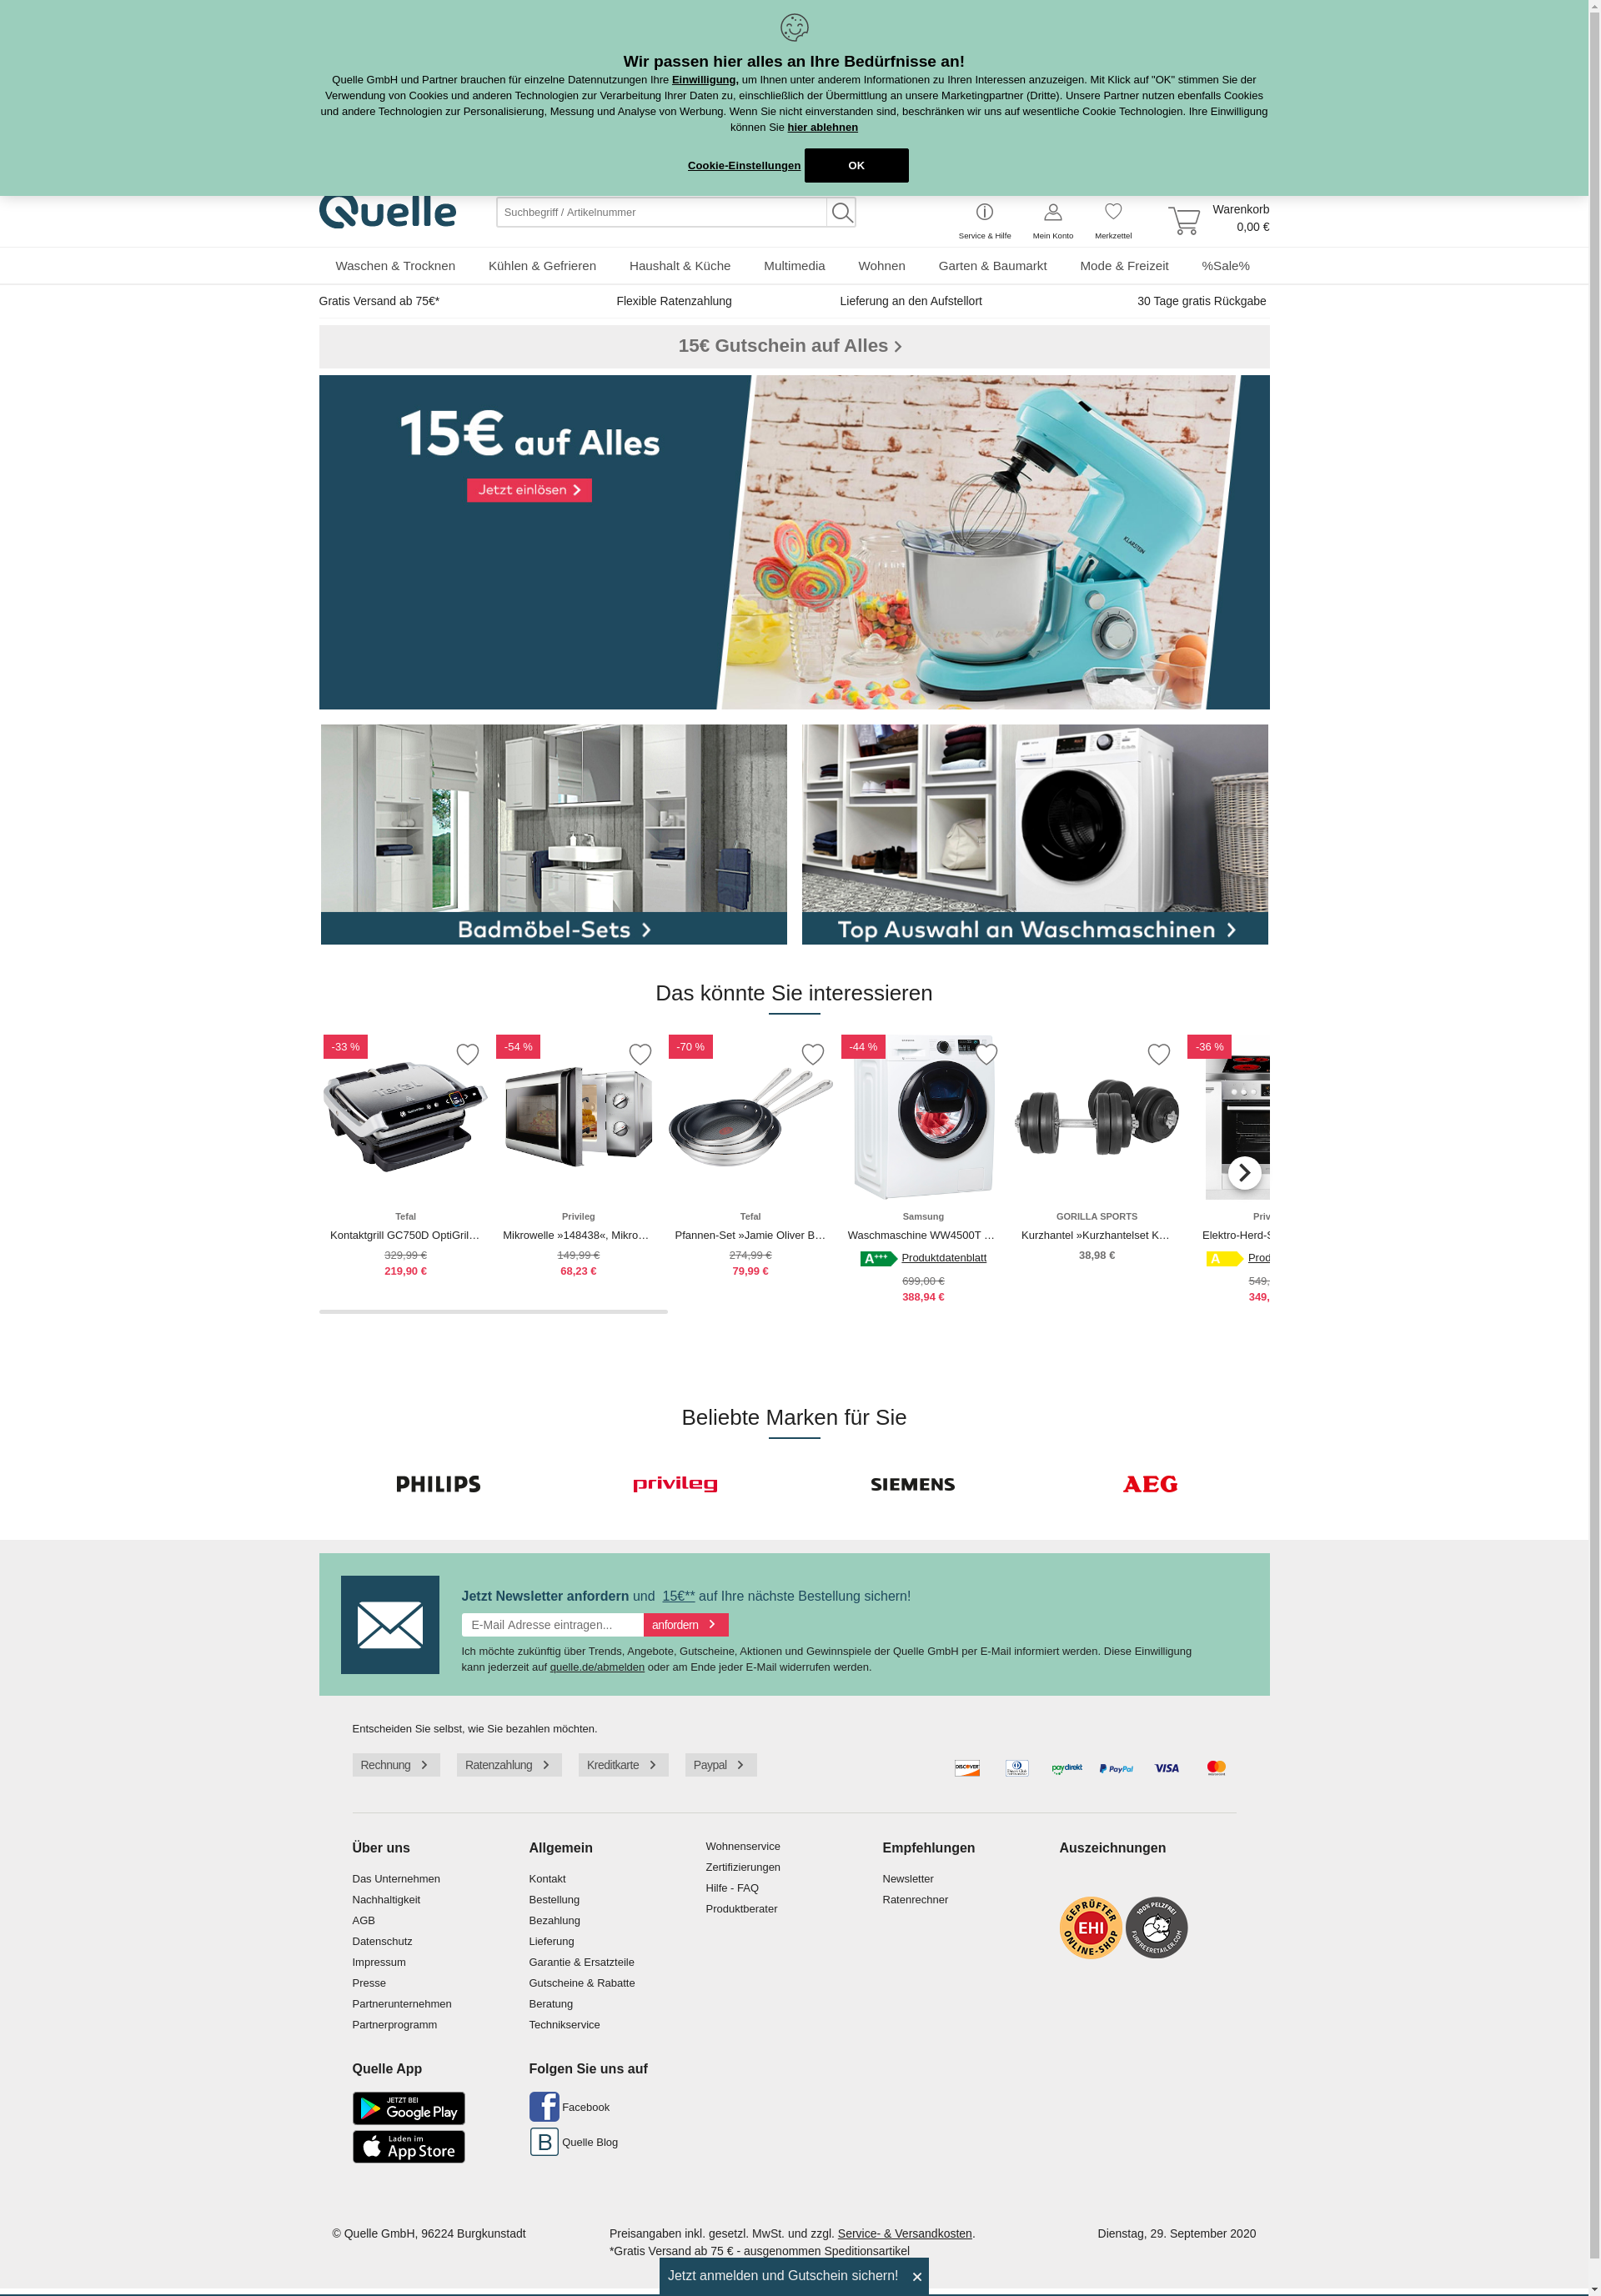 Wir passen hier alles an Ihre Bedürfnisse an!
Quelle GmbH und Partner brauchen für einzelne Datennutzungen Ihre Einwilligung, um Ihnen unter anderem Informationen zu Ihren Interessen anzuzeigen. Mit Klick auf "OK" stimmen Sie der
Verwendung von Cookies und anderen Technologien zur Verarbeitung Ihrer Daten zu, einschließlich der Übermittlung an unsere Marketingpartner (Dritte). Unsere Partner nutzen ebenfalls Cookies
und andere Technologien zur Personalisierung, Messung und Analyse von Werbung. Wenn Sie nicht einverstanden sind, beschränken wir uns auf wesentliche Cookie Technologien. Ihre Einwilligung
können Sie hier ablehnen
Cookie-Einstellungen OK
Quelle
Suchbegriff / Artikelnummer
Warenkorb
0,00 €
Service & Hilfe Mein Konto Merkzettel
Waschen & Trocknen Kühlen & Gefrieren Haushalt & Küche Multimedia Wohnen Garten & Baumarkt Mode & Freizeit %Sale%
Gratis Versand ab 75€* Flexible Ratenzahlung Lieferung an den Aufstellort 30 Tage gratis Rückgabe
15€ Gutschein auf Alles
15€ auf Alles
Jetzt einlösen
KLARSTEIN
Badmöbel-Sets
Top Auswahl an Waschmaschinen
Das könnte Sie interessieren
-33 % -54 % -70 % -44 % -36 %
Tefal Privileg Tefal Samsung GORILLA SPORTS Priv
Kontaktgrill GC750D OptiGril… Mikrowelle »148438«, Mikro… Pfannen-Set »Jamie Oliver B… Waschmaschine WW4500T … Kurzhantel »Kurzhantelset K… Elektro-Herd-S
329,99 € 149,99 € 274,99 € A+++ Produktdatenblatt 38,98 € A Prod
219,90 € 68,23 € 79,99 €
699,00 € 549,
388,94 € 349,
Beliebte Marken für Sie
PHILIPS privileg SIEMENS AEG
Jetzt Newsletter anfordern und 15€** auf Ihre nächste Bestellung sichern!
E-Mail Adresse eintragen... anfordern
Ich möchte zukünftig über Trends, Angebote, Gutscheine, Aktionen und Gewinnspiele der Quelle GmbH per E-Mail informiert werden. Diese Einwilligung
kann jederzeit auf quelle.de/abmelden oder am Ende jeder E-Mail widerrufen werden.
Entscheiden Sie selbst, wie Sie bezahlen möchten.
Rechnung Ratenzahlung Kreditkarte Paypal DISCOVER paydirekt PayPal VISA
Über uns
Das Unternehmen
Nachhaltigkeit
AGB
Datenschutz
Impressum
Presse
Partnerunternehmen
Partnerprogramm
Allgemein
Kontakt
Bestellung
Bezahlung
Lieferung
Garantie & Ersatzteile
Gutscheine & Rabatte
Beratung
Technikservice
Wohnenservice
Zertifizierungen
Hilfe - FAQ
Produktberater
Empfehlungen
Newsletter
Ratenrechner
Auszeichnungen
GEPRÜFTER EHI ONLINE-SHOP
100% PELZFREI FURFREERETAILER.COM
Quelle App
JETZT BEI
Google Play
Laden im
App Store
Folgen Sie uns auf
Facebook
B Quelle Blog
© Quelle GmbH, 96224 Burgkunstadt
Preisangaben inkl. gesetzl. MwSt. und zzgl. Service- & Versandkosten.
*Gratis Versand ab 75 € - ausgenommen Speditionsartikel
Dienstag, 29. September 2020
Jetzt anmelden und Gutschein sichern! ×